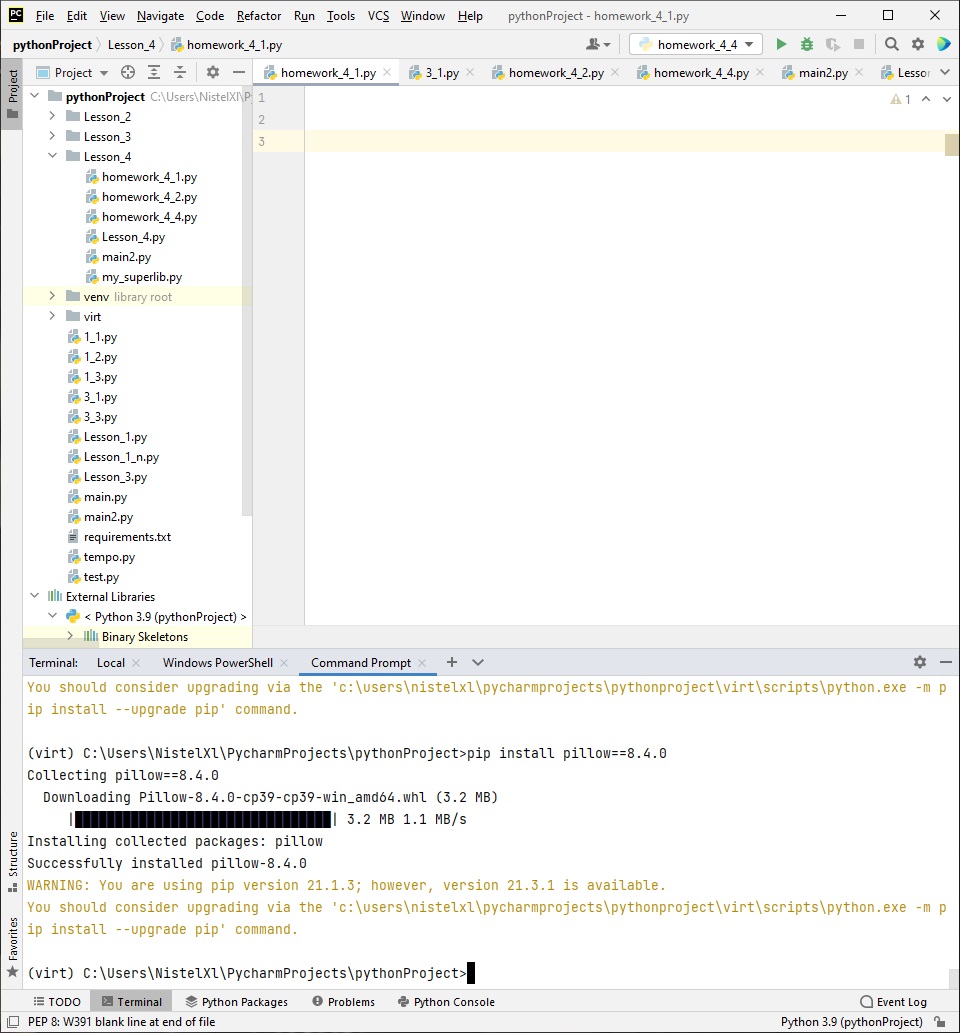 PC File Edit View Navigate Code Refactor Run Tools VCS Window Help pythonProject - homework_4_1.py
pythonProject Lesson_4 homework_4_1.py homework_4_4
Project
Project homework_4_1.py 3_1.py homework_4_2.py homework_4_4.py main2.py Lesson
pythonProject C:\Users\NistelXl\P
Lesson_2
Lesson_3
Lesson_4
homework_4_1.py
homework_4_2.py
homework_4_4.py
Lesson_4.py
main2.py
my_superlib.py
venv library root
virt
1_1.py
1_2.py
1_3.py
3_1.py
3_3.py
Lesson_1.py
Lesson_1_n.py
Lesson_3.py
main.py
main2.py
requirements.txt
tempo.py
test.py
External Libraries
< Python 3.9 (pythonProject) >
Binary Skeletons
1
2
3
1
Terminal: Local Windows PowerShell Command Prompt
You should consider upgrading via the 'c:\users\nistelxl\pycharmprojects\pythonproject\virt\scripts\python.exe -m p
ip install --upgrade pip' command.
(virt) C:\Users\NistelXl\PycharmProjects\pythonProject>pip install pillow==8.4.0
Collecting pillow==8.4.0
Downloading Pillow-8.4.0-cp39-cp39-win_amd64.whl (3.2 MB)
| | 3.2 MB 1.1 MB/s
Installing collected packages: pillow
Successfully installed pillow-8.4.0
WARNING: You are using pip version 21.1.3; however, version 21.3.1 is available.
You should consider upgrading via the 'c:\users\nistelxl\pycharmprojects\pythonproject\virt\scripts\python.exe -m p
ip install --upgrade pip' command.
(virt) C:\Users\NistelXl\PycharmProjects\pythonProject>
Structure
Favorites
TODO Terminal Python Packages Problems Python Console Event Log
PEP 8: W391 blank line at end of file Python 3.9 (pythonProject)